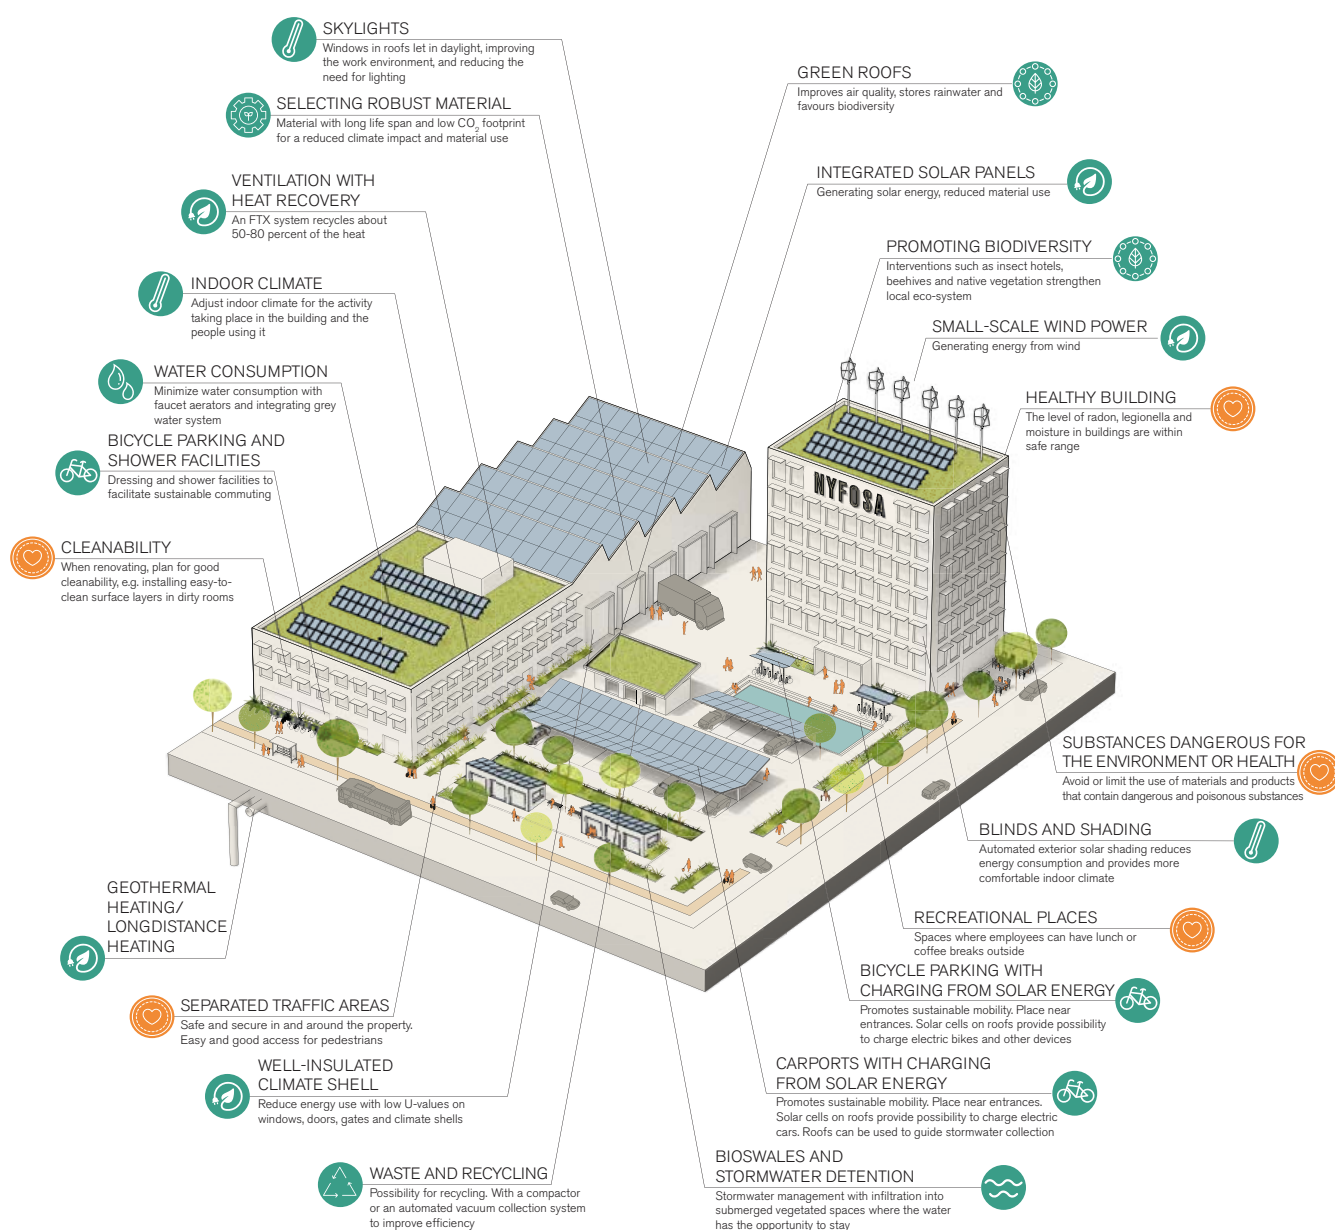 SKYLIGHTS
Windows in roofs let in daylight, improving
the work environment, and reducing the
need for lighting
SELECTING ROBUST MATERIAL
Material with long life span and low CO₂ footprint
for a reduced climate impact and material use
VENTILATION WITH
HEAT RECOVERY
An FTX system recycles about
50-80 percent of the heat
INDOOR CLIMATE
Adjust indoor climate for the activity
taking place in the building and the
people using it
WATER CONSUMPTION
Minimize water consumption with
faucet aerators and integrating grey
water system
BICYCLE PARKING AND
SHOWER FACILITIES
Dressing and shower facilities to
facilitate sustainable commuting
CLEANABILITY
When renovating, plan for good
cleanability, e.g. installing easy-to-
clean surface layers in dirty rooms
GREEN ROOFS
Improves air quality, stores rainwater and
favours biodiversity
INTEGRATED SOLAR PANELS
Generating solar energy, reduced material use
PROMOTING BIODIVERSITY
Interventions such as insect hotels,
beehives and native vegetation strengthen
local eco-system
SMALL-SCALE WIND POWER
Generating energy from wind
HEALTHY BUILDING
The level of radon, legionella and
moisture in buildings are within
safe range
NYFOSA
SUBSTANCES DANGEROUS FOR
THE ENVIRONMENT OR HEALTH
Avoid or limit the use of materials and products
that contain dangerous and poisonous substances
BLINDS AND SHADING
Automated exterior solar shading reduces
energy consumption and provides more
comfortable indoor climate
RECREATIONAL PLACES
Spaces where employees can have lunch or
coffee breaks outside
BICYCLE PARKING WITH
CHARGING FROM SOLAR ENERGY
Promotes sustainable mobility. Place near
entrances. Solar cells on roofs provide possibility
to charge electric bikes and other devices
CARPORTS WITH CHARGING
FROM SOLAR ENERGY
Promotes sustainable mobility. Place near entrances.
Solar cells on roofs provide possibility to charge electric
cars. Roofs can be used to guide stormwater collection
BIOSWALES AND
STORMWATER DETENTION
Stormwater management with infiltration into
submerged vegetated spaces where the water
has the opportunity to stay
GEOTHERMAL
HEATING/
LONGDISTANCE
HEATING
SEPARATED TRAFFIC AREAS
Safe and secure in and around the property.
Easy and good access for pedestrians
WELL-INSULATED
CLIMATE SHELL
Reduce energy use with low U-values on
windows, doors, gates and climate shells
WASTE AND RECYCLING
Possibility for recycling. With a compactor
or an automated vacuum collection system
to improve efficiency